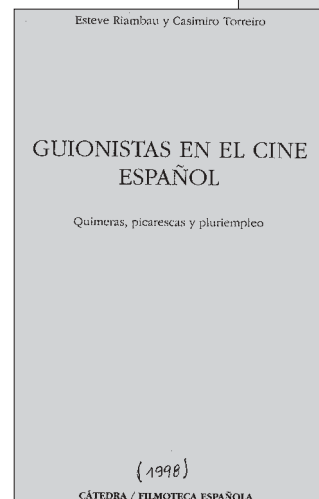 Esteve Riambau y Casimiro Torreiro
GUIONISTAS EN EL CINE
ESPAÑOL
Quimeras, picarescas y pluriempleo
(1998)
CÁTEDRA / FILMOTECA ESPAÑOLA